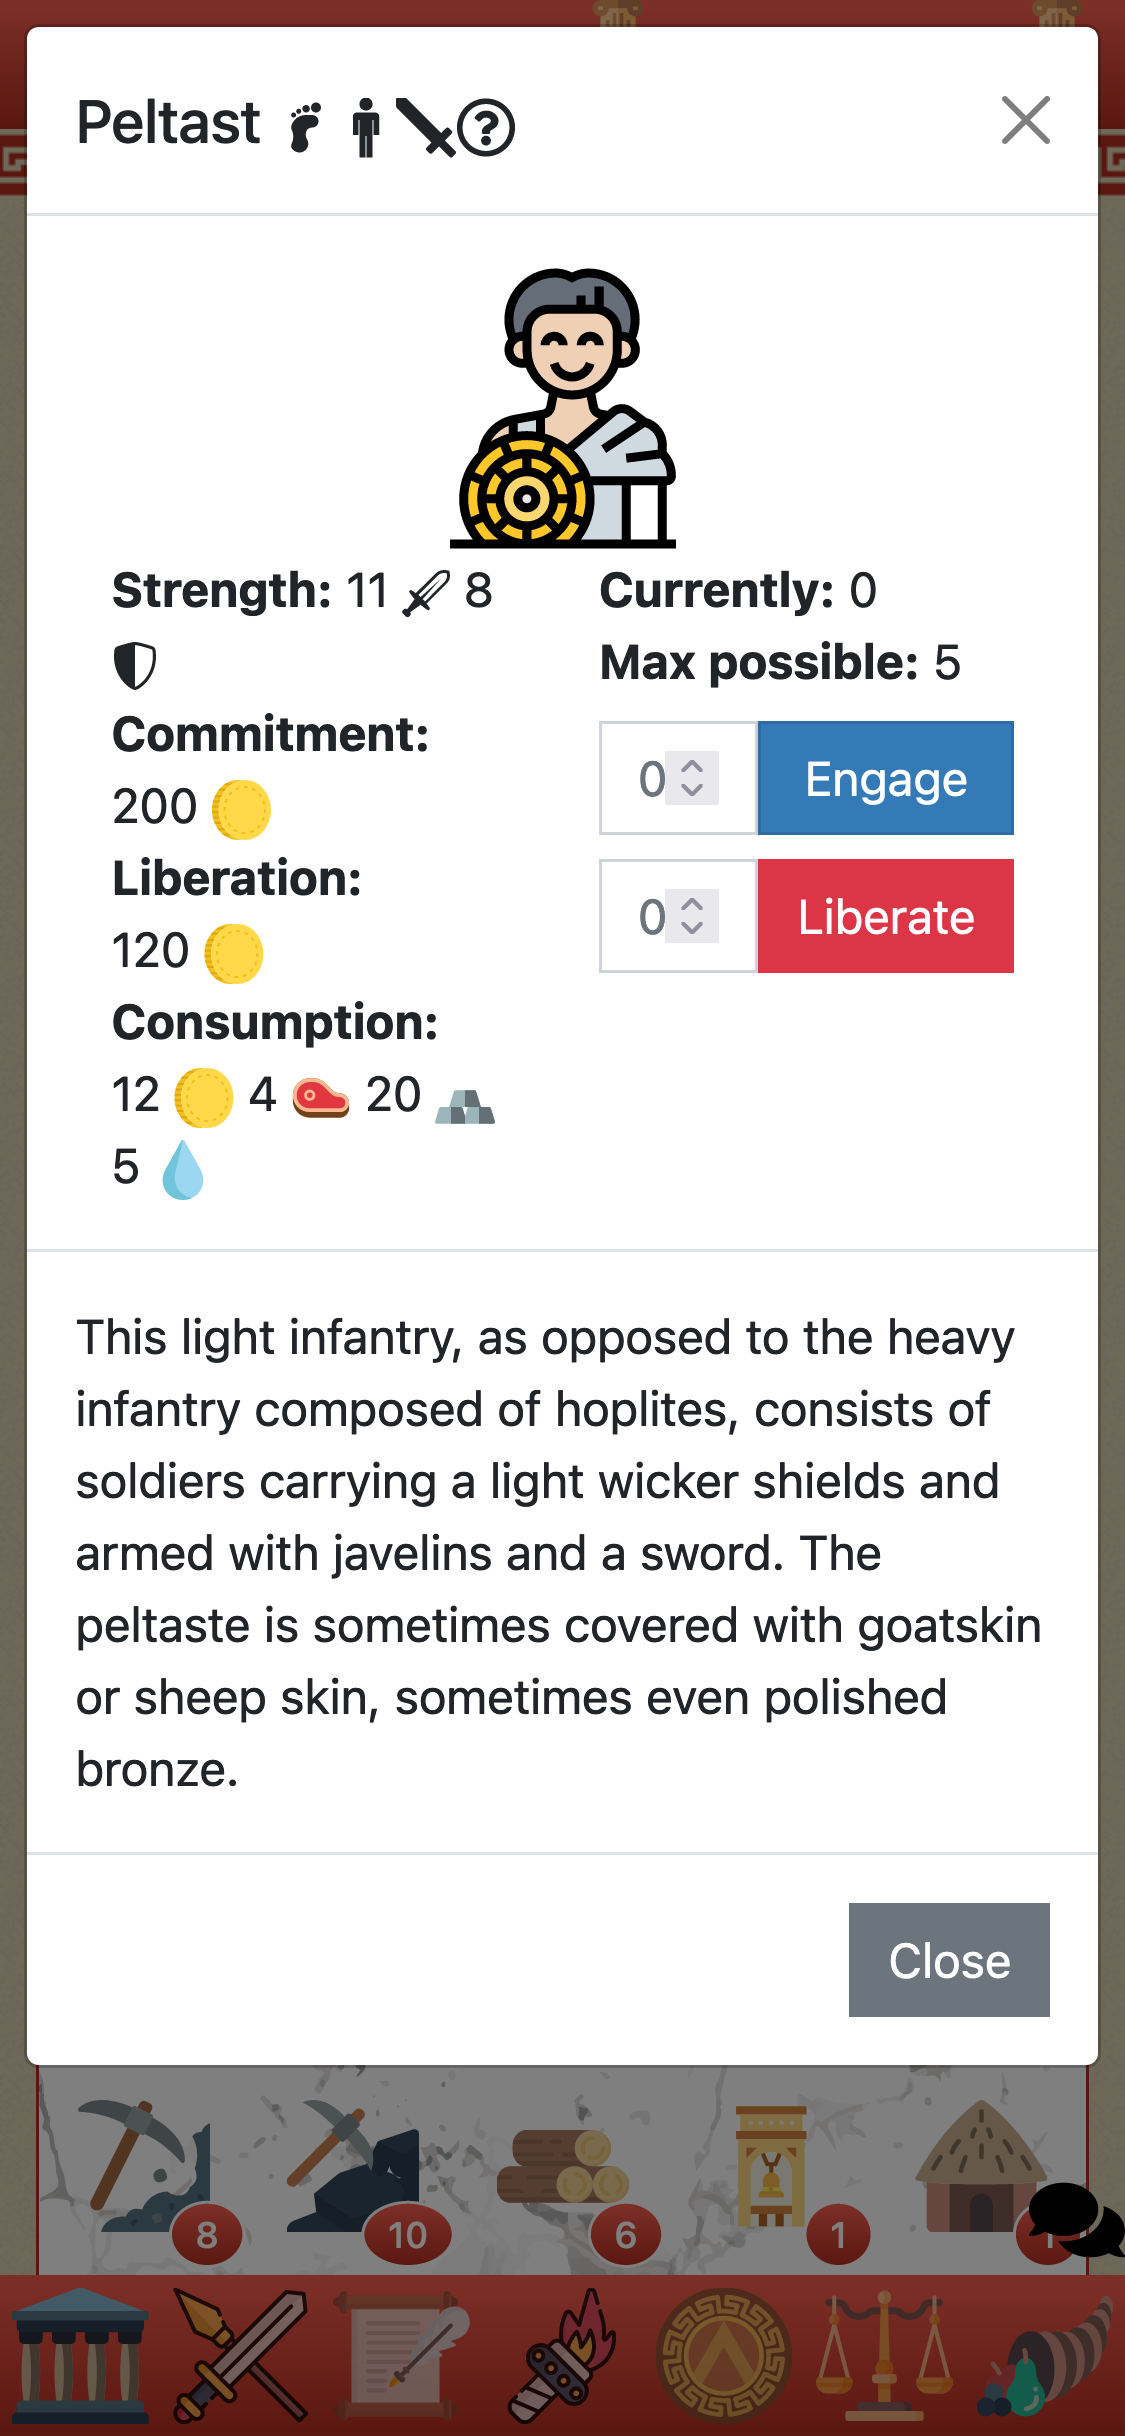 Peltast
Strength: 11 8
Commitment:
200
Liberation:
120
Consumption:
12 4 20
5
Currently: 0
Max possible: 5
0 Engage
0 Liberate
This light infantry, as opposed to the heavy
infantry composed of hoplites, consists of
soldiers carrying a light wicker shields and
armed with javelins and a sword. The
peltaste is sometimes covered with goatskin
or sheep skin, sometimes even polished
bronze.
Close
8 10 6 1 1